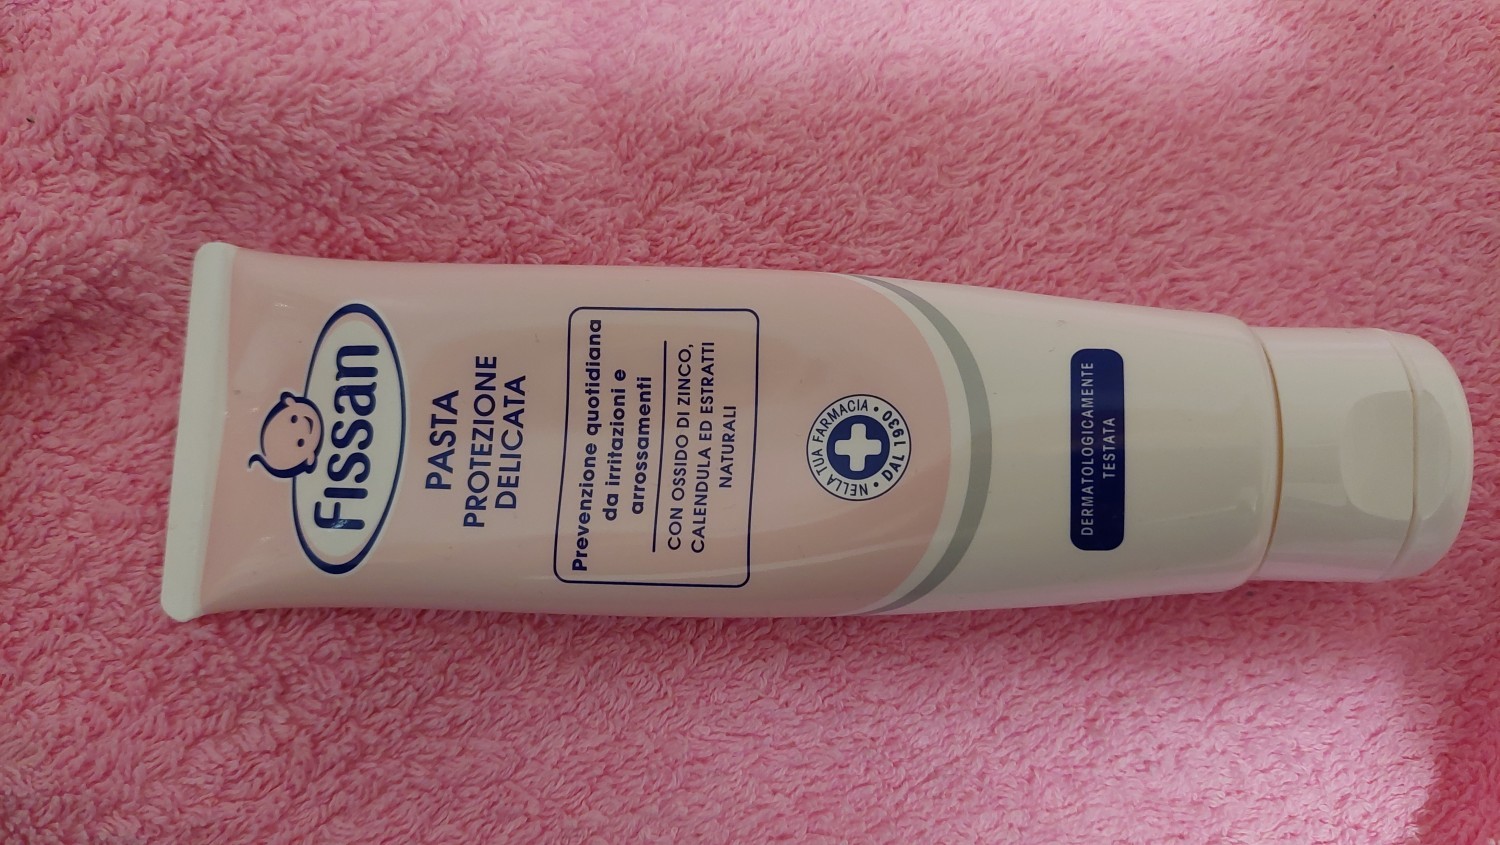 Fissan
PASTA
PROTEZIONE
DELICATA
Prevenzione quotidiana
da irritazioni e
arrossamenti
CON OSSIDO DI ZINCO,
CALENDULA ED ESTRATTI
NATURALI
NELLA TUA FARMACIA • DAL 1930 •
DERMATOLOGICAMENTE
TESTATA